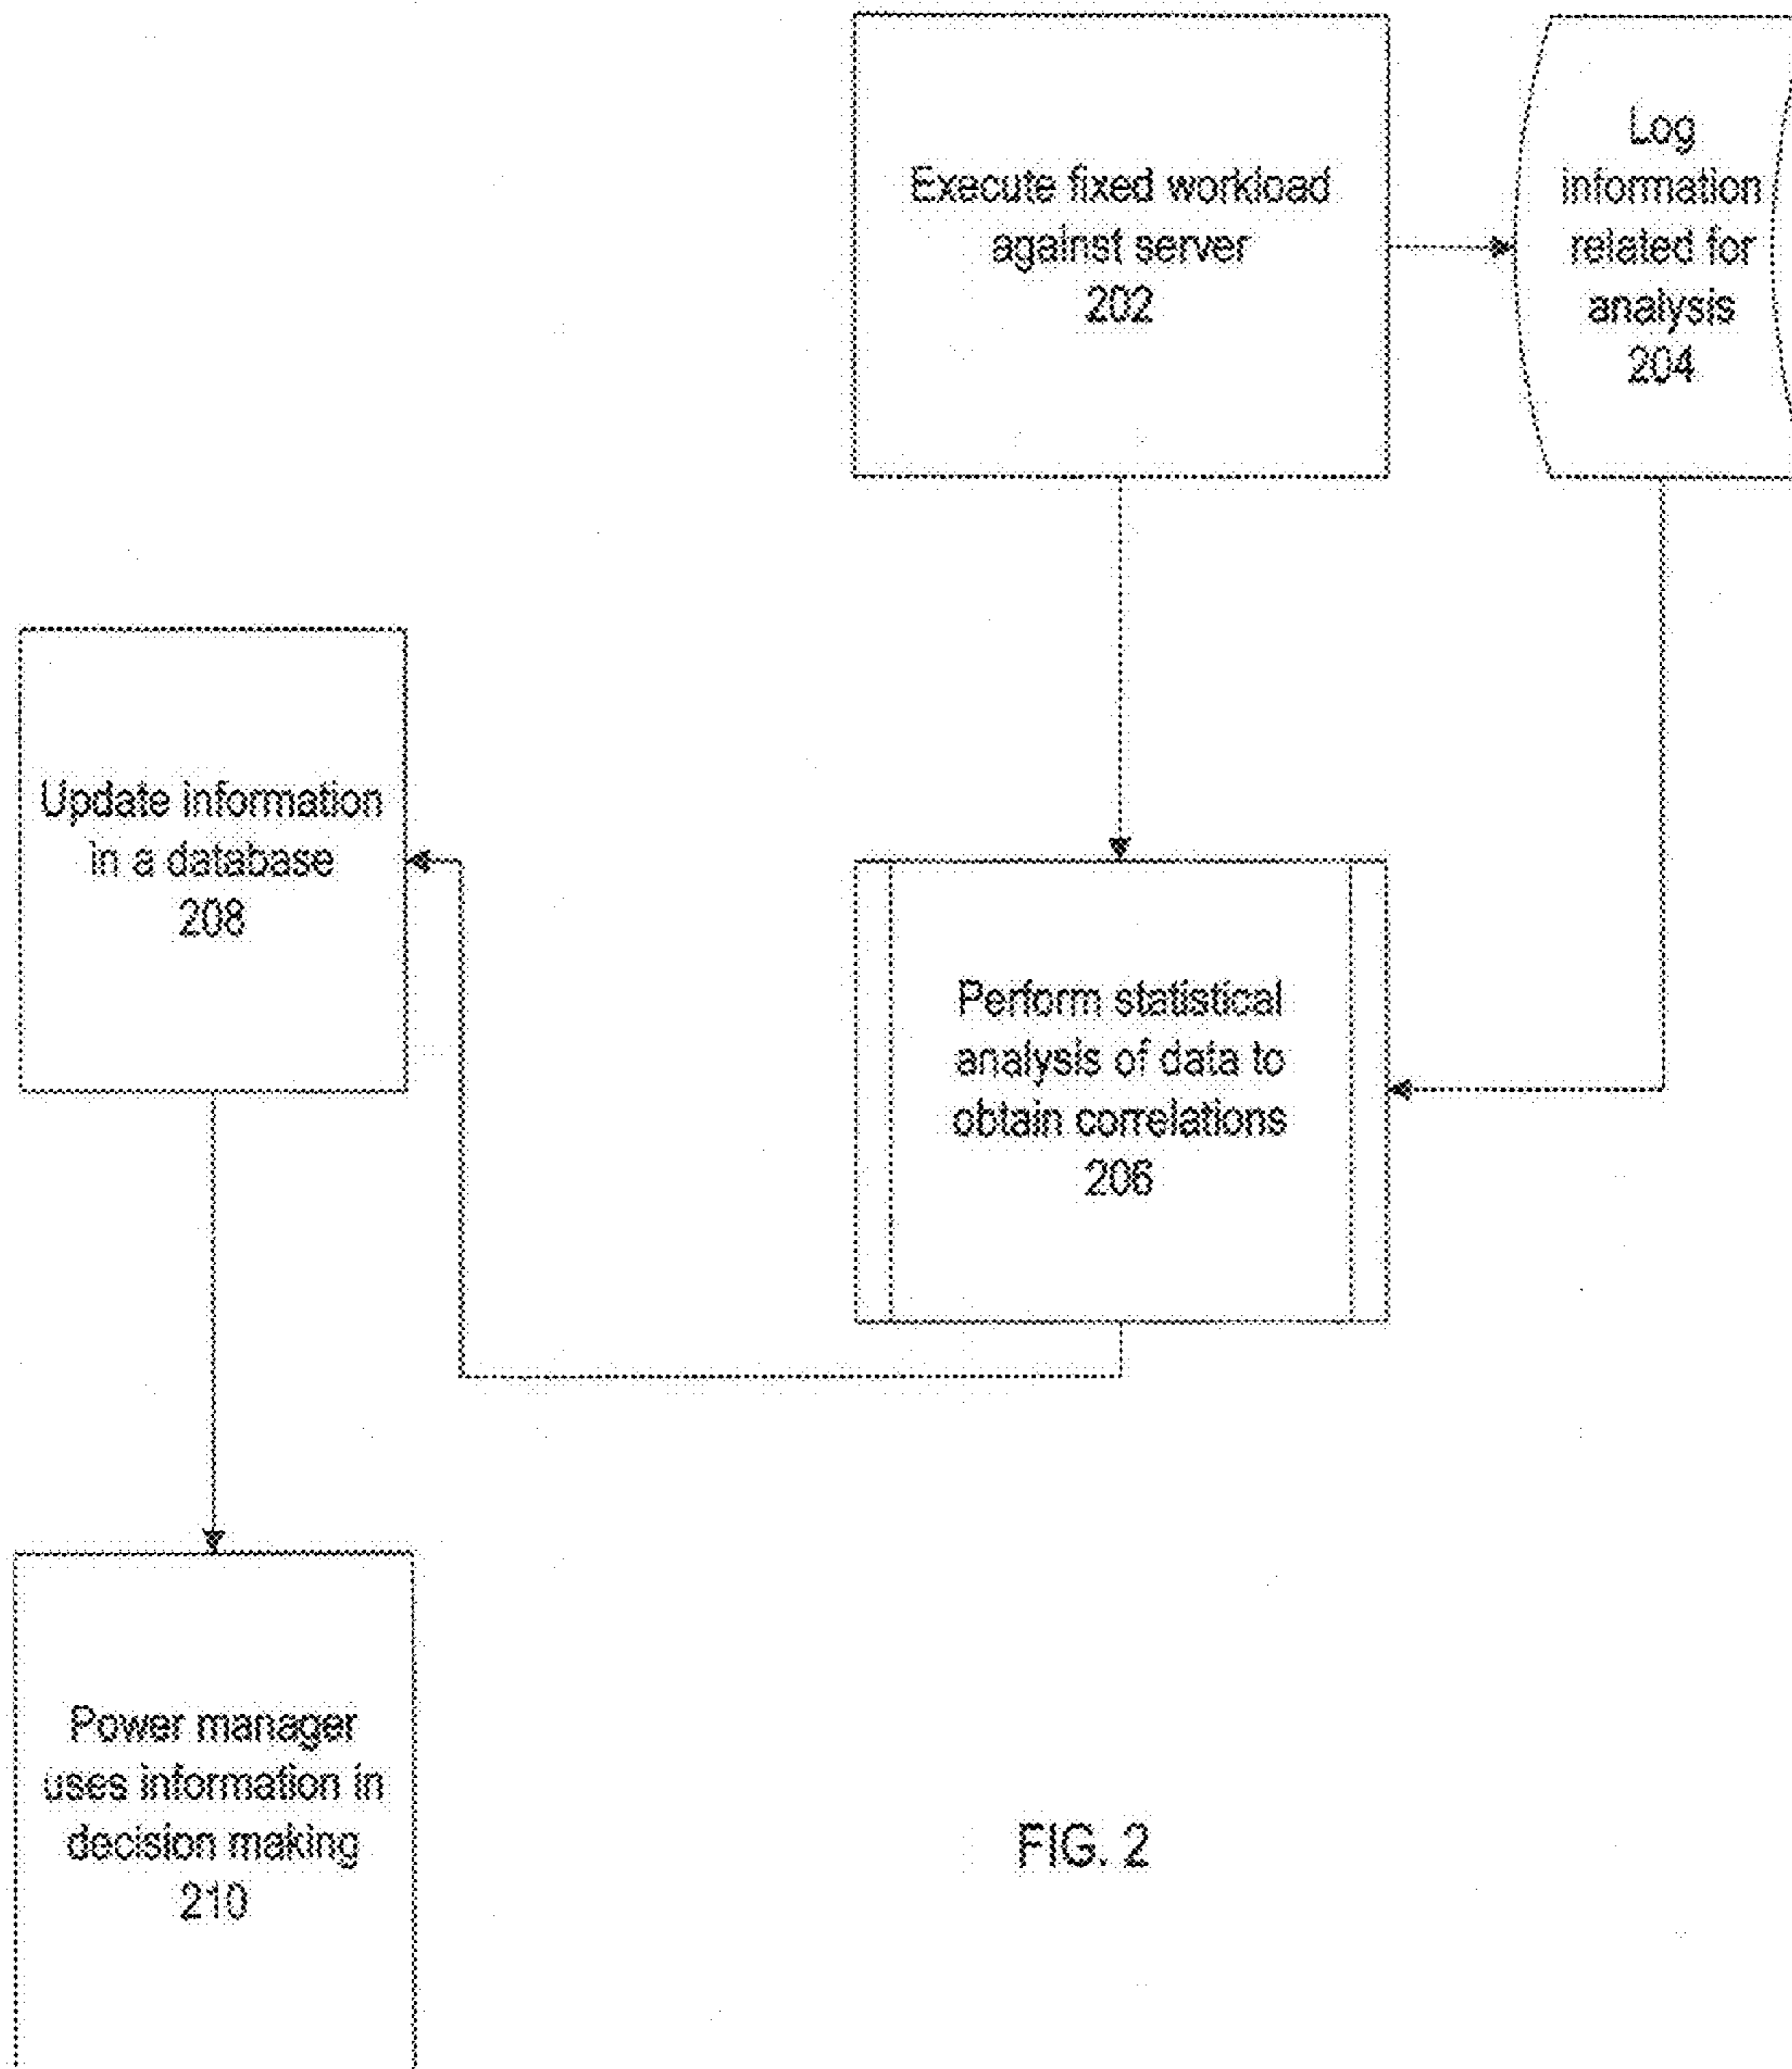 Execute fixed workload
against server
202
Log
information
related for
analysis
204
Update information
in a database
208
Perform statistical
analysis of data to
obtain correlations
206
Power manager
uses information in
decision making
210
FIG. 2